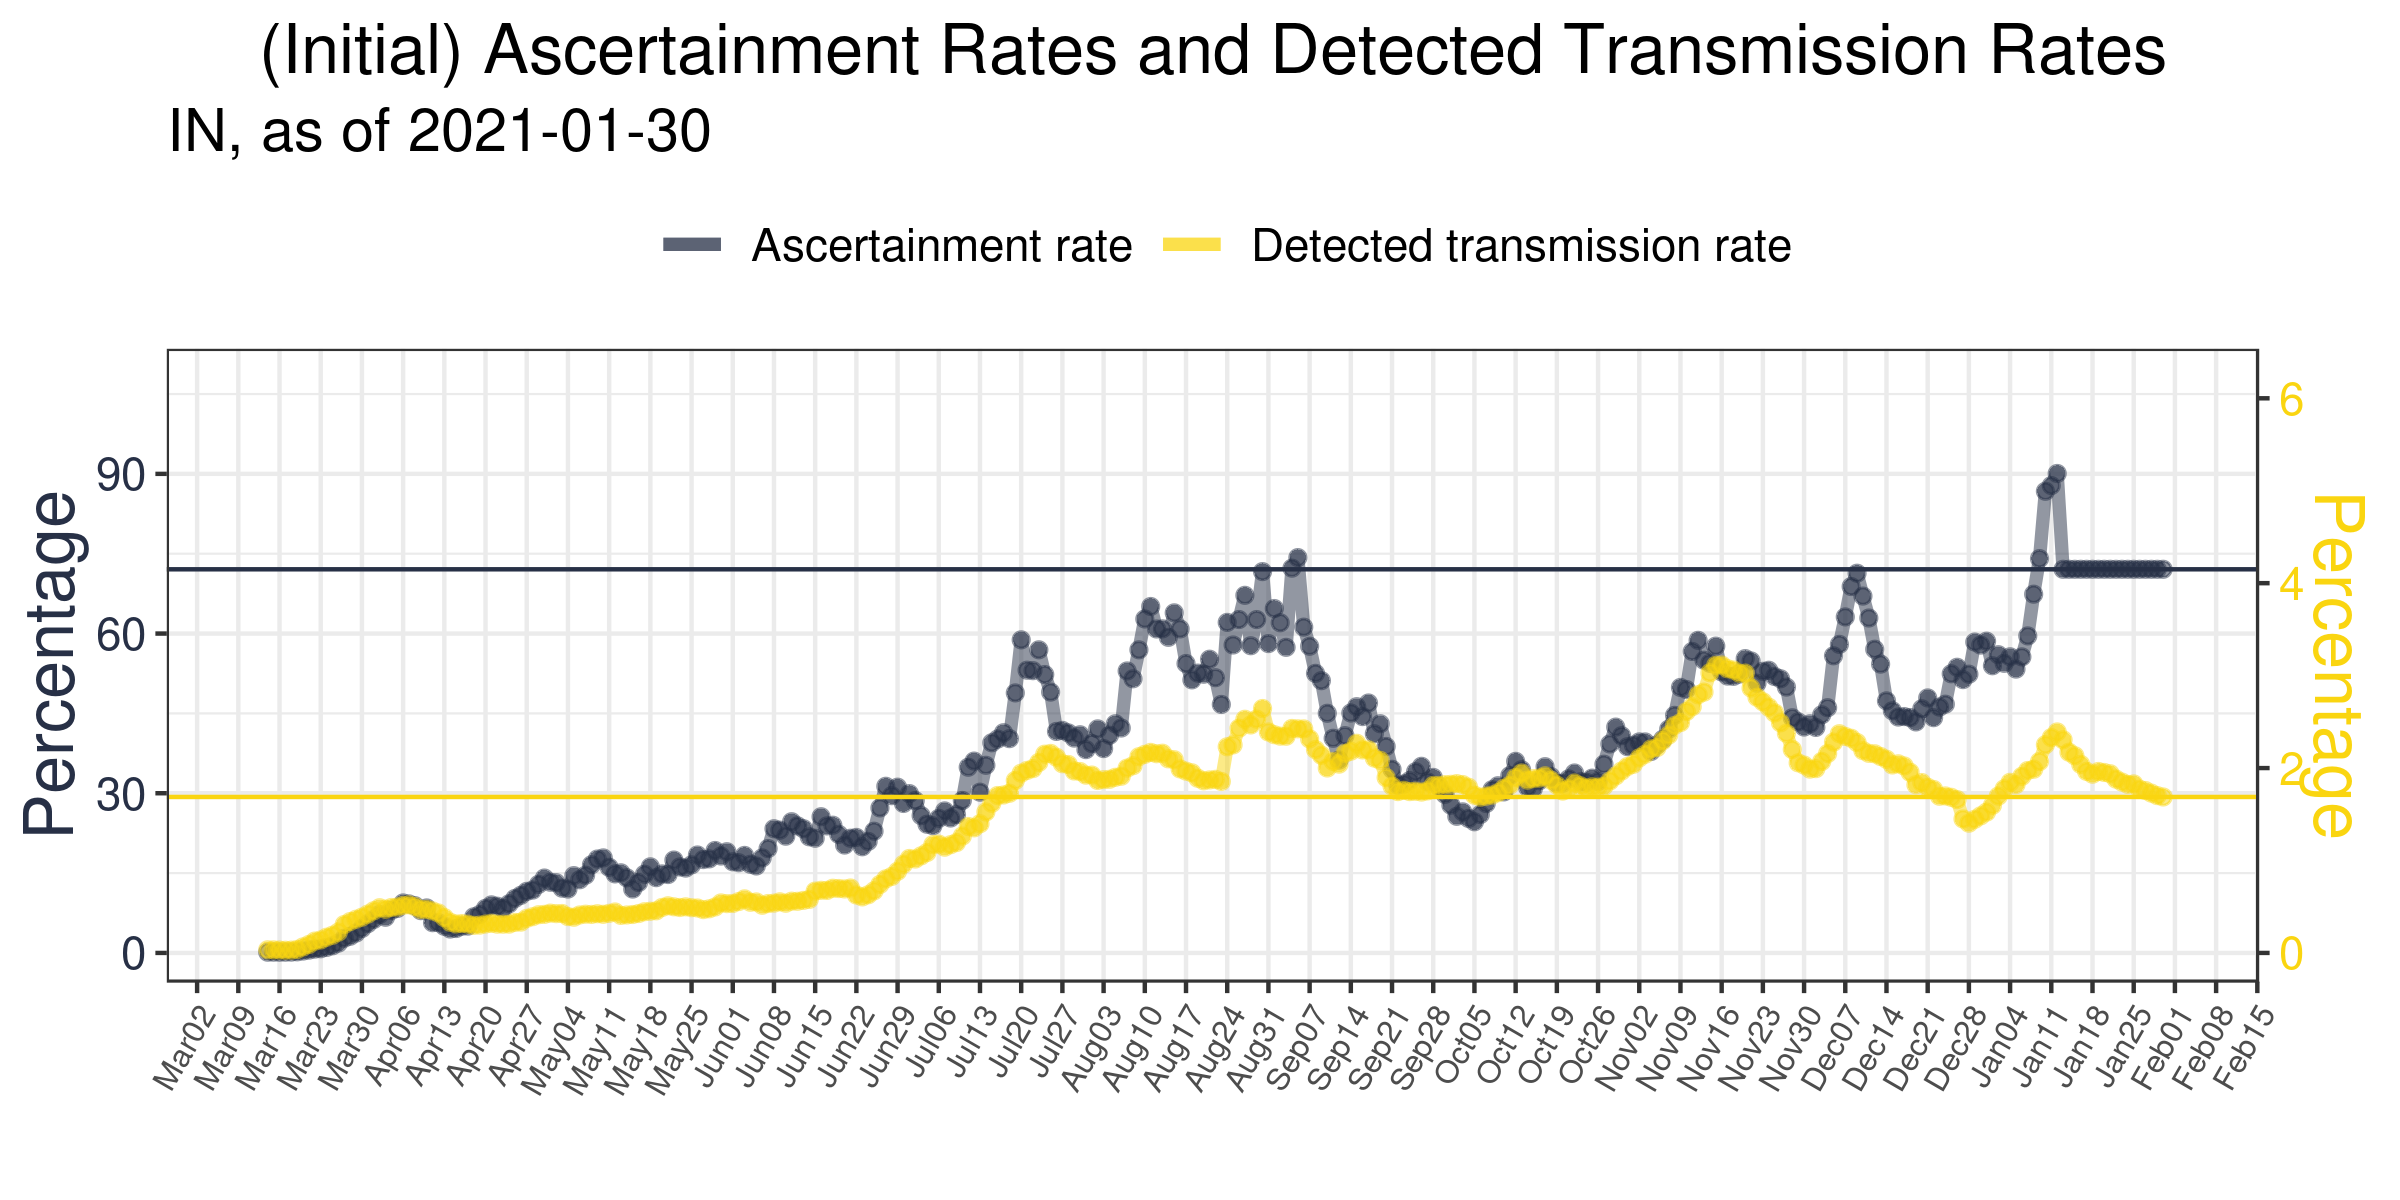 (Initial) Ascertainment Rates and Detected Transmission Rates
IN, as of 2021-01-30
Ascertainment rate
Detected transmission rate
Percentage
90
60
30
0
6
4
2
0
Percentage
Mar02
Mar09
Mar16
Mar23
Mar30
Apr06
Apr13
Apr20
Apr27
May04
May11
May18
May25
Jun01
Jun08
Jun15
Jun22
Jun29
Jul06
Jul13
Jul20
Jul27
Aug03
Aug10
Aug17
Aug24
Aug31
Sep07
Sep14
Sep21
Sep28
Oct05
Oct12
Oct19
Oct26
Nov02
Nov09
Nov16
Nov23
Nov30
Dec07
Dec14
Dec21
Dec28
Jan04
Jan11
Jan18
Jan25
Feb01
Feb08
Feb15